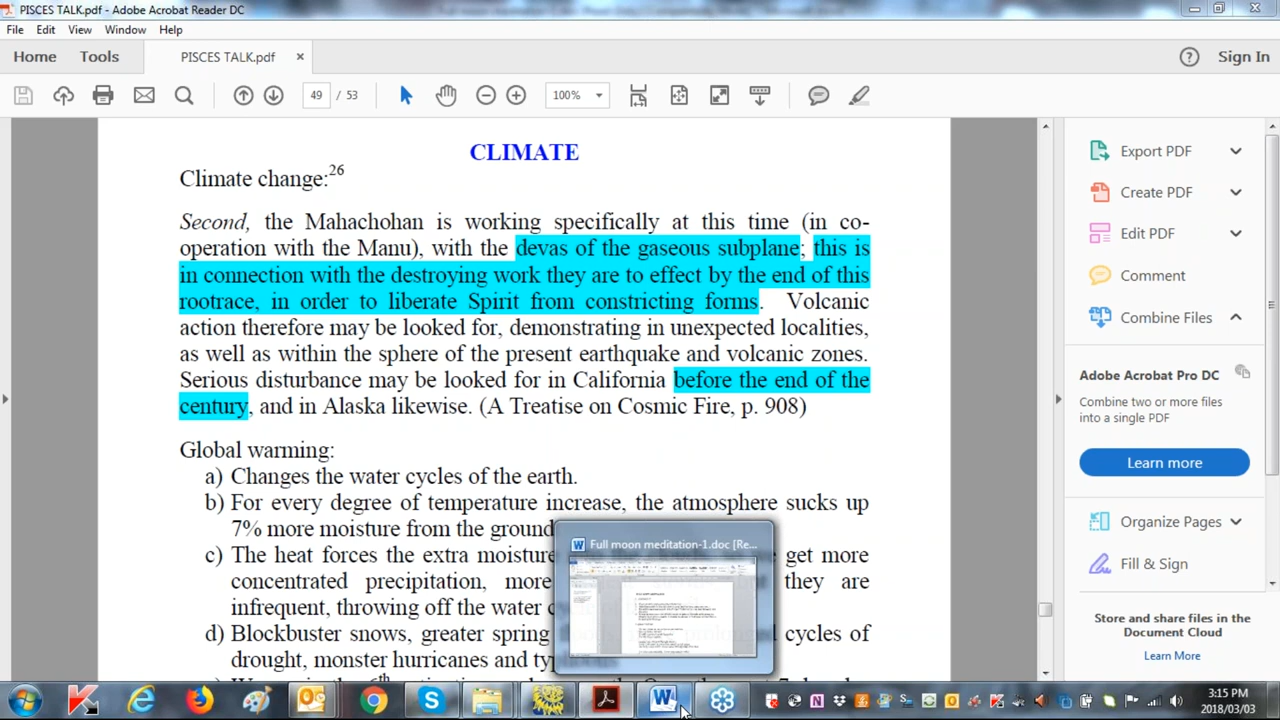 PISCES TALK.pdf - Adobe Acrobat Reader DC
File Edit View Window Help
Home Tools PISCES TALK.pdf × Sign In
49 / 53 100%
CLIMATE
Climate change:26
Second, the Mahachohan is working specifically at this time (in co-
operation with the Manu), with the devas of the gaseous subplane; this is
in connection with the destroying work they are to effect by the end of this
rootrace, in order to liberate Spirit from constricting forms. Volcanic
action therefore may be looked for, demonstrating in unexpected localities,
as well as within the sphere of the present earthquake and volcanic zones.
Serious disturbance may be looked for in California before the end of the
century, and in Alaska likewise. (A Treatise on Cosmic Fire, p. 908)
Global warming:
a) Changes the water cycles of the earth.
b) For every degree of temperature increase, the atmosphere sucks up
7% more moisture from the ground
c) The heat forces the extra moisture get more
concentrated precipitation, more they are
infrequent, throwing off the water
d) Blockbuster snows, greater spring cycles of
drought, monster hurricanes and
Full moon meditation-1.doc [Re...
Export PDF
Create PDF
Edit PDF
Comment
Combine Files
Adobe Acrobat Pro DC
Combine two or more files
into a single PDF
Learn more
Organize Pages
Fill & Sign
Store and share files in the
Document Cloud
Learn More
3:15 PM
2018/03/03